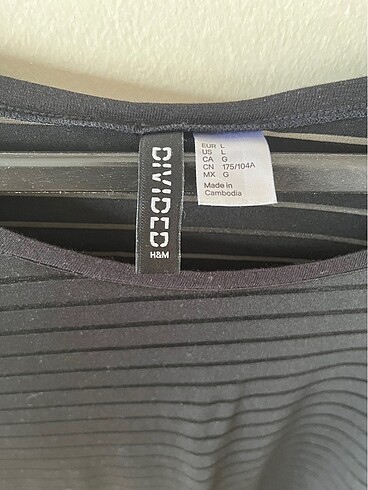 DIVIDED
H&M
EUR L
US L
CA G
CN 175/104A
MX G
Made in
Cambodia